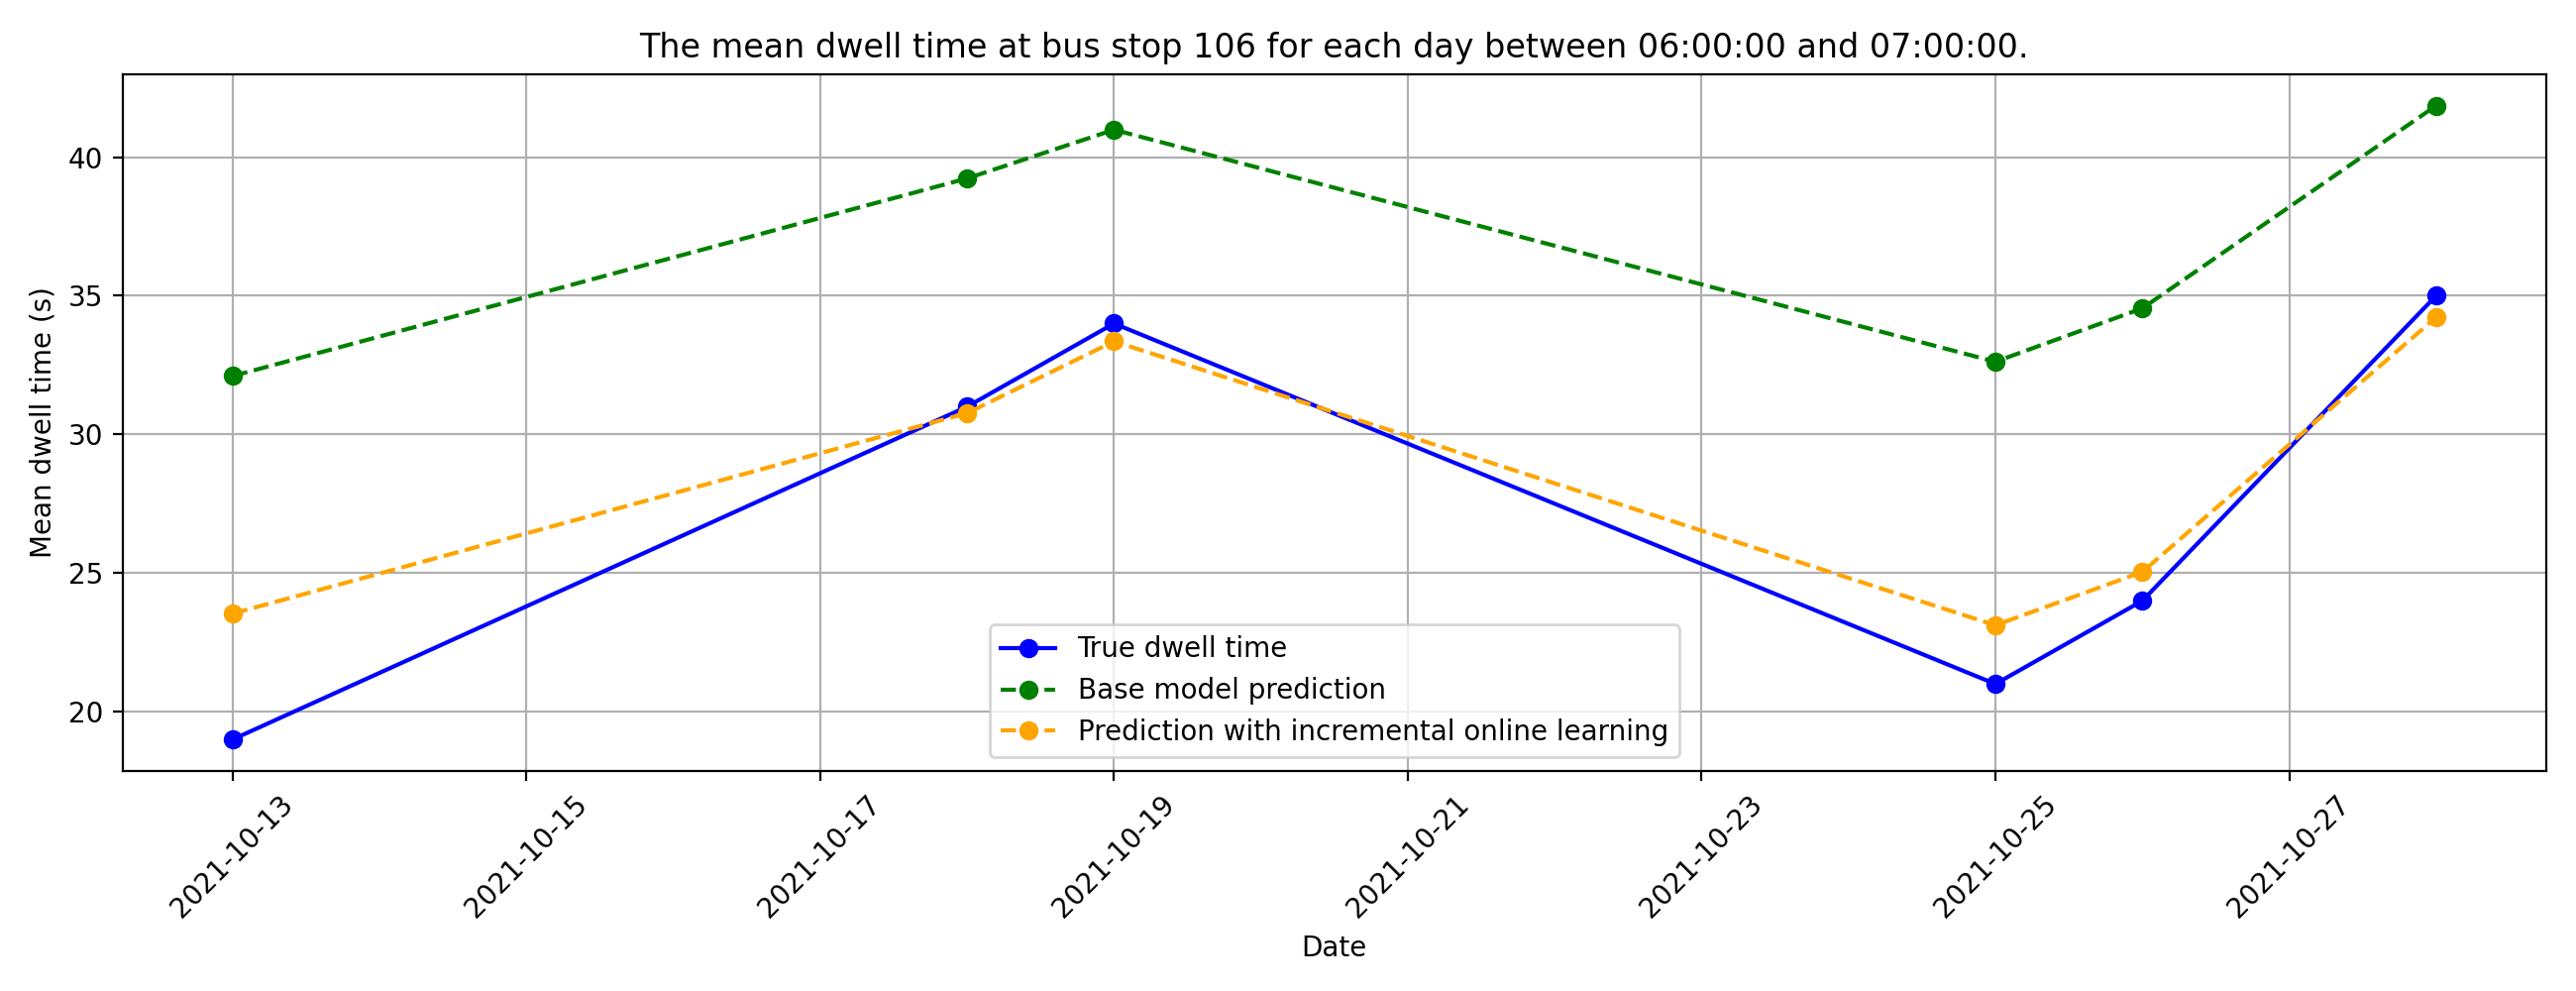 The mean dwell time at bus stop 106 for each day between 06:00:00 and 07:00:00.
Mean dwell time (s)
40
35
30
25
20
True dwell time
Base model prediction
Prediction with incremental online learning
2021-10-13
2021-10-15
2021-10-17
2021-10-19
2021-10-21
2021-10-23
2021-10-25
2021-10-27
Date